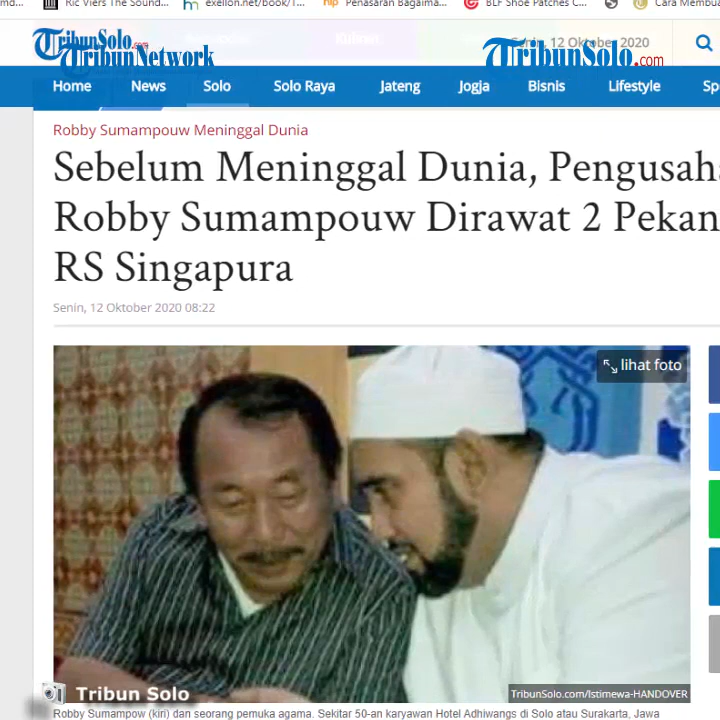 Ric Viers The Sound...
exellon.net/book/1...
Penasaran Bagaima...
BLF Shoe Patches C...
Cara Membua
TribunSolo.com
TribunNetwork
Senin, 12 Oktober 2020
TribunSolo.com
Home News Solo Solo Raya Jateng Jogja Bisnis Lifestyle Sp
Robby Sumampouw Meninggal Dunia
Sebelum Meninggal Dunia, Pengusaha
Robby Sumampouw Dirawat 2 Pekan
RS Singapura
Senin, 12 Oktober 2020 08:22
lihat foto
Tribun Solo
TribunSolo.com/Istimewa-HANDOVER
Robby Sumampow (kiri) dan seorang pemuka agama. Sekitar 50-an karyawan Hotel Adhiwangs di Solo atau Surakarta, Jawa